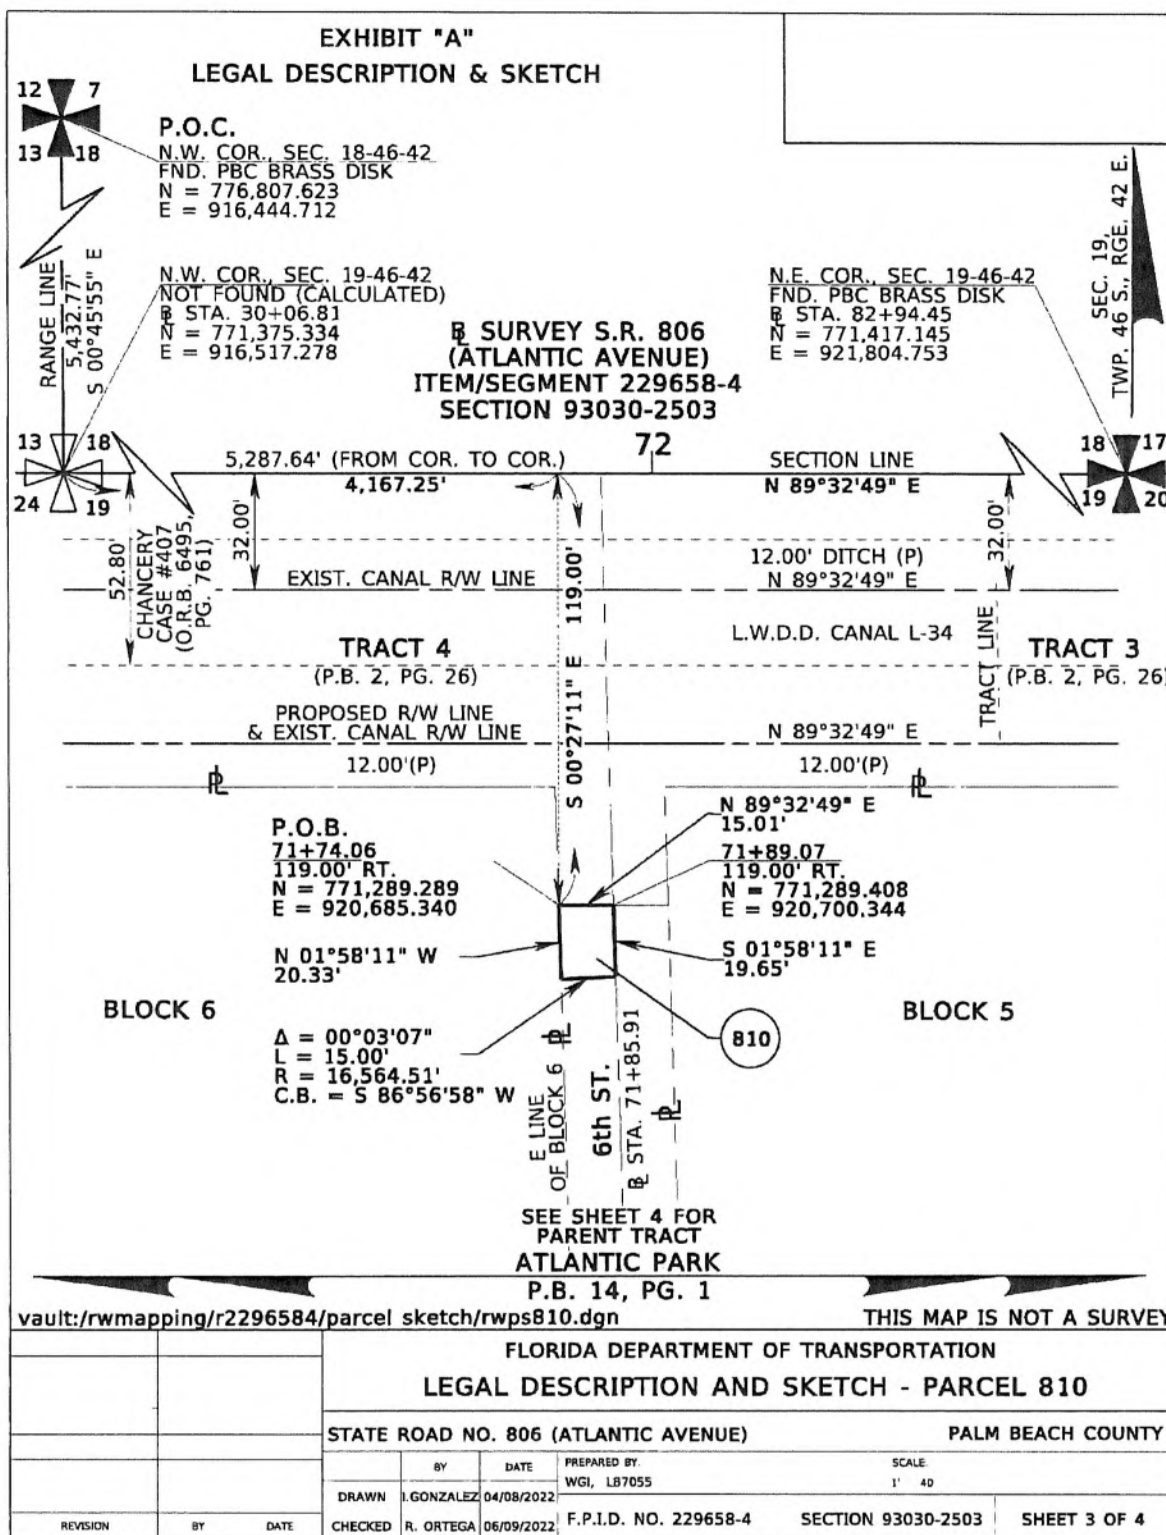 EXHIBIT "A"
LEGAL DESCRIPTION & SKETCH
12 7
13 18
P.O.C.
N.W. COR., SEC. 18-46-42
FND. PBC BRASS DISK
N = 776,807.623
E = 916,444.712
RANGE LINE
5,432.77'
S 00°45'55" E
N.W. COR., SEC. 19-46-42
NOT FOUND (CALCULATED)
BL STA. 30+06.81
N = 771,375.334
E = 916,517.278
BL SURVEY S.R. 806
(ATLANTIC AVENUE)
ITEM/SEGMENT 229658-4
SECTION 93030-2503
N.E. COR., SEC. 19-46-42
FND. PBC BRASS DISK
BL STA. 82+94.45
N = 771,417.145
E = 921,804.753
SEC. 19,
TWP. 46 S., RGE. 42 E.
13 18
24 19
18 17
19 20
72
5,287.64' (FROM COR. TO COR.)
4,167.25'
SECTION LINE
N 89°32'49" E
52.80'
CHANCERY
CASE #407
(O.R.B. 6495,
PG. 761)
32.00'
32.00'
12.00' DITCH (P)
EXIST. CANAL R/W LINE
N 89°32'49" E
S 00°27'11" E 119.00'
L.W.D.D. CANAL L-34
TRACT 4
(P.B. 2, PG. 26)
TRACT LINE
TRACT 3
(P.B. 2, PG. 26)
PROPOSED R/W LINE
& EXIST. CANAL R/W LINE
N 89°32'49" E
12.00'(P)
12.00'(P)
PL
PL
P.O.B.
71+74.06
119.00' RT.
N = 771,289.289
E = 920,685.340
N 89°32'49" E
15.01'
71+89.07
119.00' RT.
N = 771,289.408
E = 920,700.344
N 01°58'11" W
20.33'
S 01°58'11" E
19.65'
BLOCK 6
BLOCK 5
Δ = 00°03'07"
L = 15.00'
R = 16,564.51'
C.B. = S 86°56'58" W
810
E LINE
OF BLOCK 6
PL
6th ST.
BL STA. 71+85.91
PL
SEE SHEET 4 FOR
PARENT TRACT
ATLANTIC PARK
P.B. 14, PG. 1
vault:/rwmapping/r2296584/parcel sketch/rwps810.dgn
THIS MAP IS NOT A SURVEY
FLORIDA DEPARTMENT OF TRANSPORTATION
LEGAL DESCRIPTION AND SKETCH - PARCEL 810
STATE ROAD NO. 806 (ATLANTIC AVENUE) PALM BEACH COUNTY
BY DATE
PREPARED BY.
WGI, LB7055
SCALE.
1' 40
DRAWN I.GONZALEZ 04/08/2022
REVISION BY DATE
CHECKED R. ORTEGA 06/09/2022
F.P.I.D. NO. 229658-4 SECTION 93030-2503 SHEET 3 OF 4